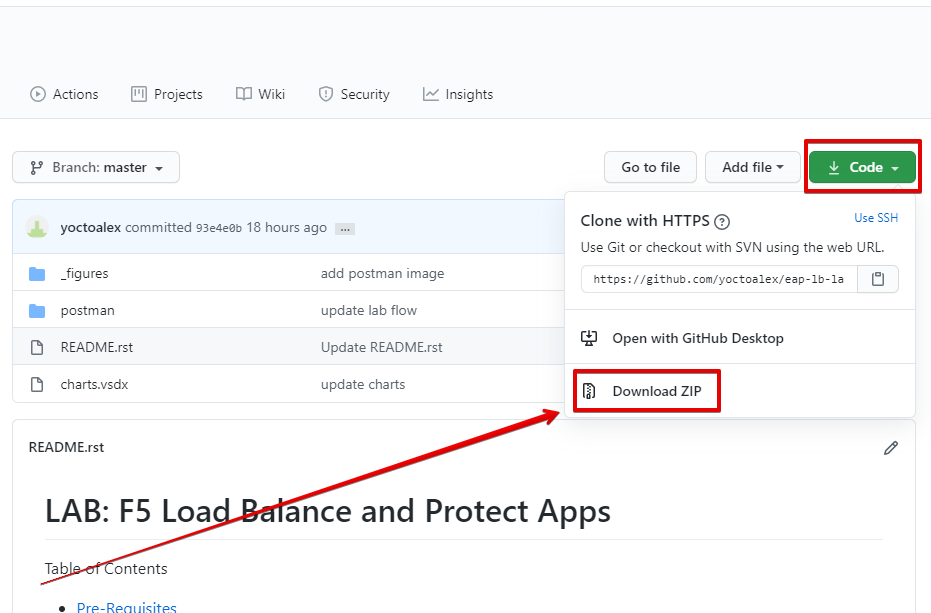 Actions Projects Wiki Security Insights
Branch: master Go to file Add file Code
yoctoalex committed 93e4e0b 18 hours ago ...
_figures add postman image
postman update lab flow
README.rst Update README.rst
charts.vsdx update charts
Clone with HTTPS Use SSH
Use Git or checkout with SVN using the web URL.
https://github.com/yoctoalex/eap-lb-la
Open with GitHub Desktop
Download ZIP
README.rst
LAB: F5 Load Balance and Protect Apps
Table of Contents
Pre-Requisites